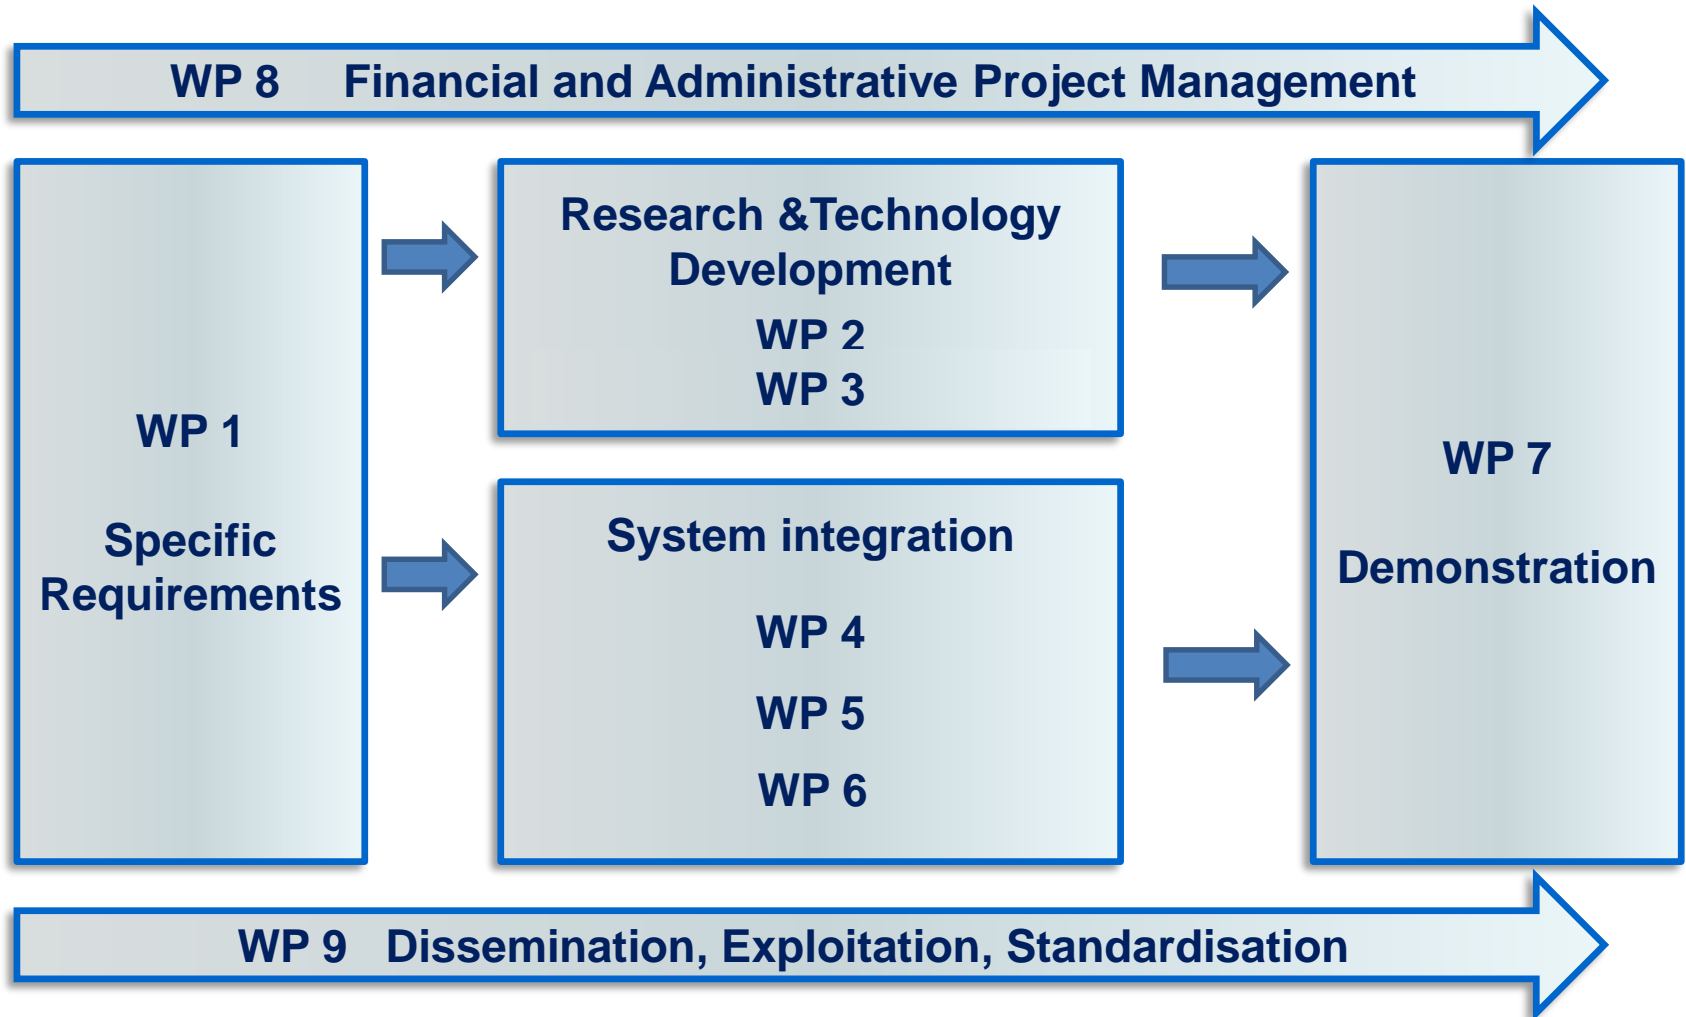 WP 8 Financial and Administrative Project Management
WP 1
Specific
Requirements
Research &Technology
Development
WP 2
WP 3
System integration
WP 4
WP 5
WP 6
WP 7
Demonstration
WP 9 Dissemination, Exploitation, Standardisation